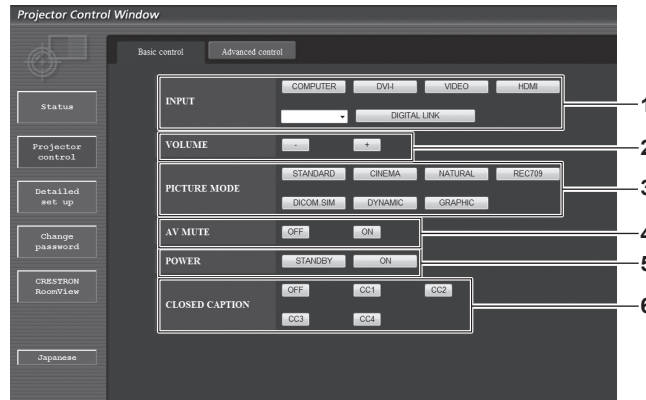 Projector Control Window
Basic control Advanced control
Status
Projector control
Detailed set up
Change password
CRESTRON RoomView
Japanese
INPUT COMPUTER DVI-I VIDEO HDMI
DIGITAL LINK
1
VOLUME - +
2
PICTURE MODE STANDARD CINEMA NATURAL REC709
DICOM SIM DYNAMIC GRAPHIC
3
AV MUTE OFF ON
4
POWER STANDBY ON
5
CLOSED CAPTION OFF CC1 CC2
CC3 CC4
6